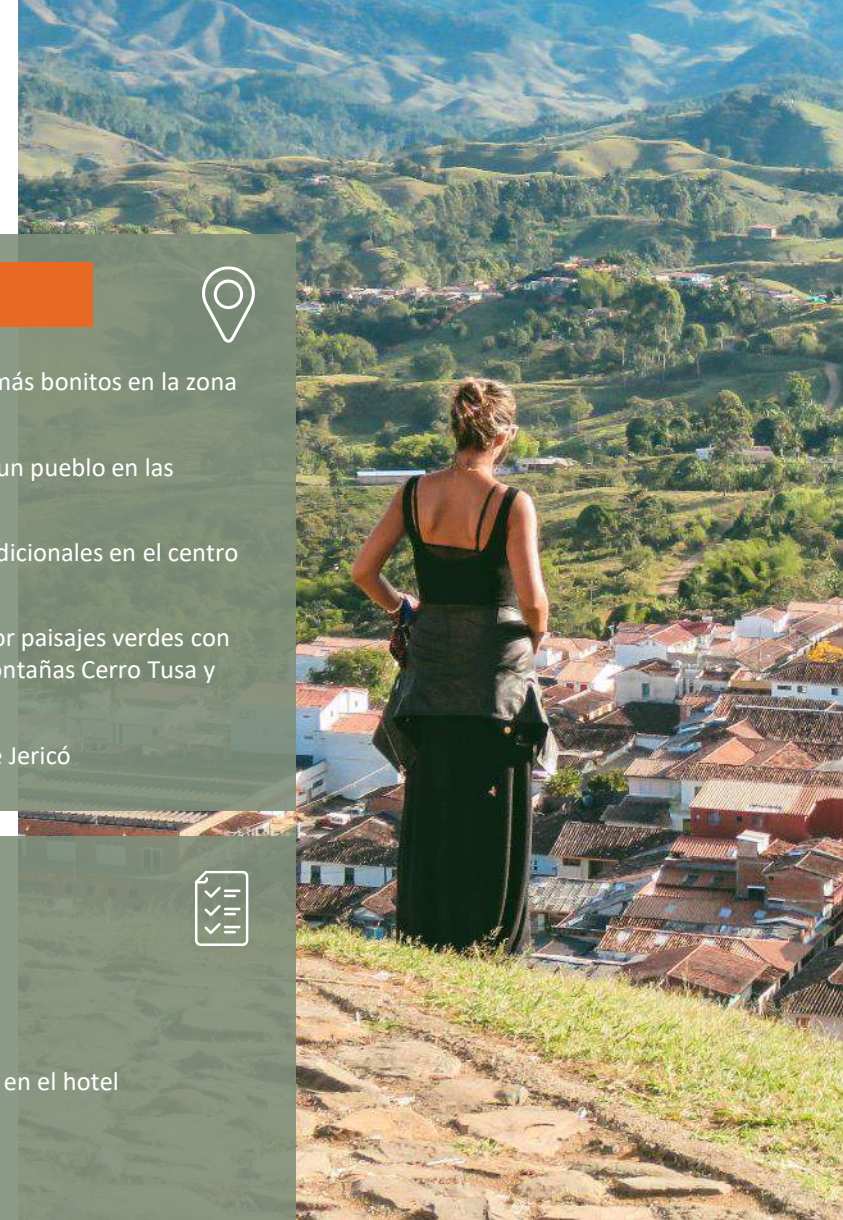 más bonitos en la zona
un pueblo en las
dicionales en el centro
or paisajes verdes con
ontañas Cerro Tusa y
e Jericó
en el hotel